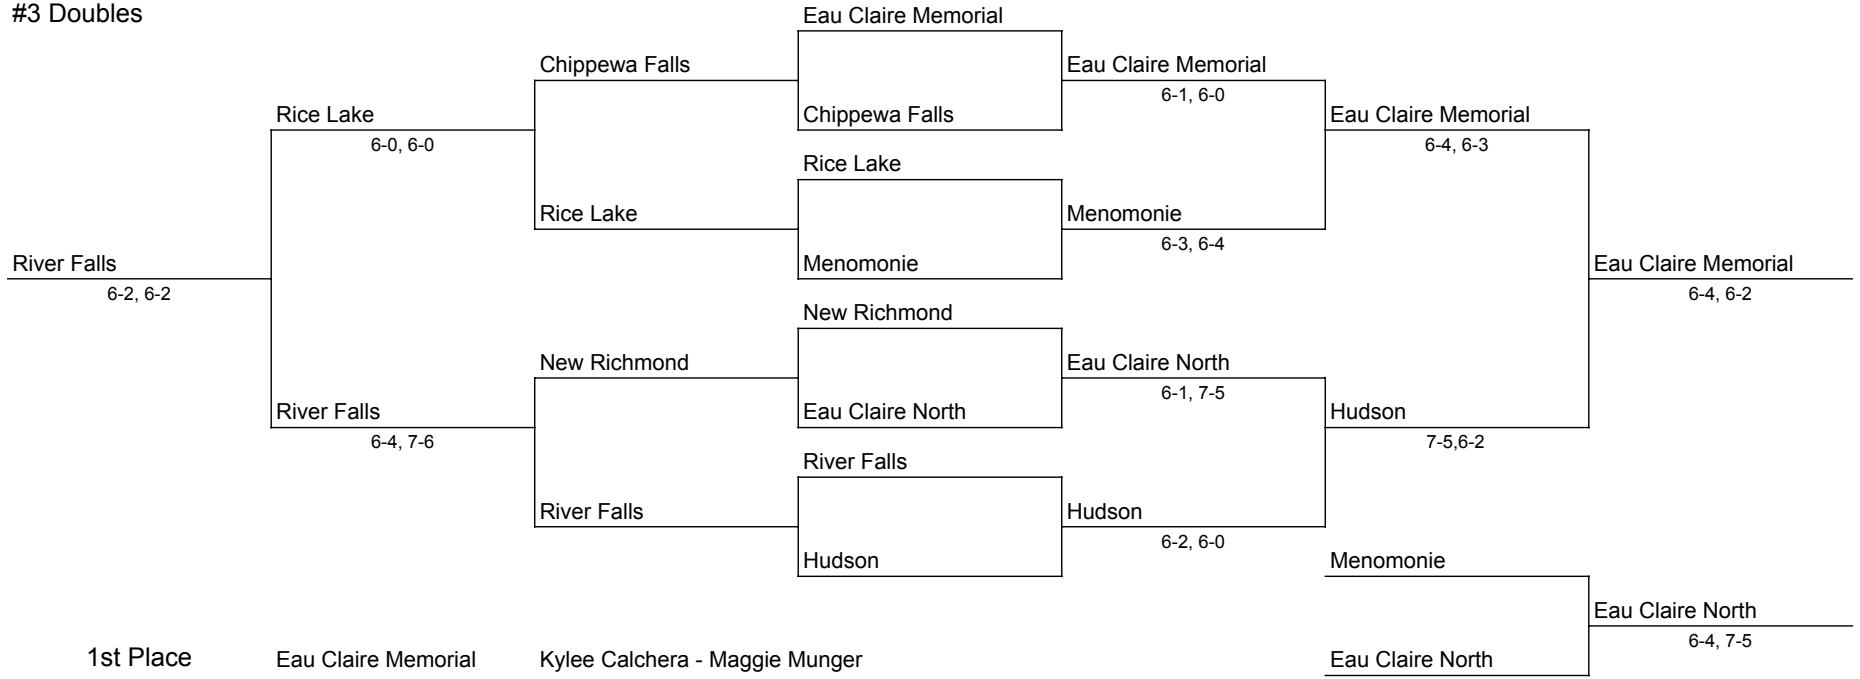 #3 Doubles
Eau Claire Memorial
Chippewa Falls
Eau Claire Memorial
6-1, 6-0
Rice Lake
Chippewa Falls
Eau Claire Memorial
6-0, 6-0
6-4, 6-3
Rice Lake
Rice Lake
Menomonie
6-3, 6-4
River Falls
Menomonie
Eau Claire Memorial
6-2, 6-2
6-4, 6-2
New Richmond
New Richmond
Eau Claire North
6-1, 7-5
River Falls
Eau Claire North
Hudson
6-4, 7-6
7-5,6-2
River Falls
River Falls
Hudson
6-2, 6-0
Hudson
Menomonie
Eau Claire North
6-4, 7-5
1st Place Eau Claire Memorial Kylee Calchera - Maggie Munger
Eau Claire North